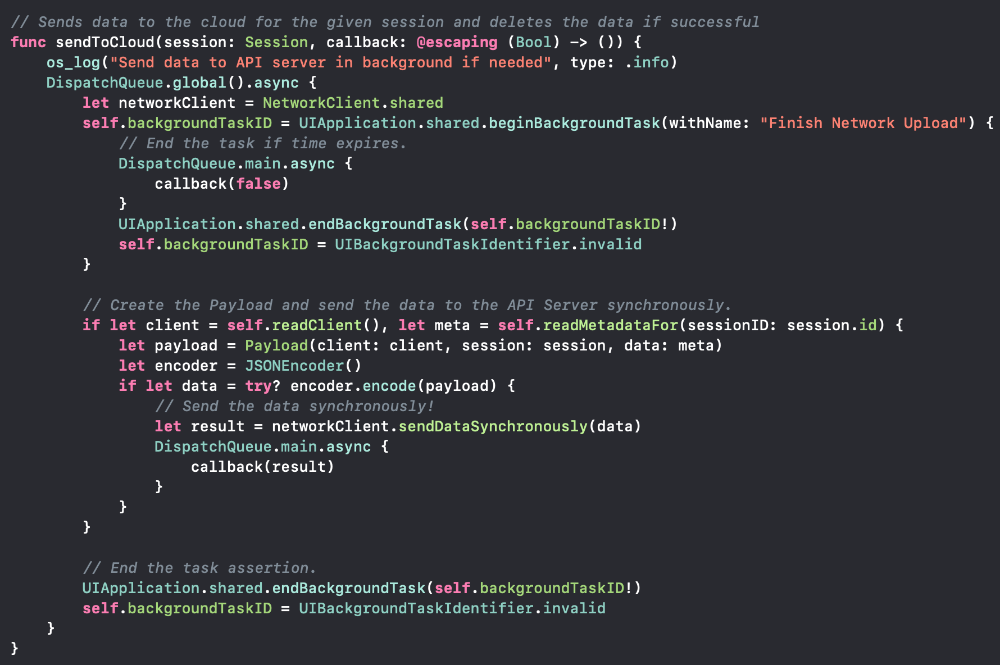 // Sends data to the cloud for the given session and deletes the data if successful
func sendToCloud(session: Session, callback: @escaping (Bool) -> ()) {
    os_log("Send data to API server in background if needed", type: .info)
    DispatchQueue.global().async {
        let networkClient = NetworkClient.shared
        self.backgroundTaskID = UIApplication.shared.beginBackgroundTask(withName: "Finish Network Upload") {
            // End the task if time expires.
            DispatchQueue.main.async {
                callback(false)
            }
            UIApplication.shared.endBackgroundTask(self.backgroundTaskID!)
            self.backgroundTaskID = UIBackgroundTaskIdentifier.invalid
        }

        // Create the Payload and send the data to the API Server synchronously.
        if let client = self.readClient(), let meta = self.readMetadataFor(sessionID: session.id) {
            let payload = Payload(client: client, session: session, data: meta)
            let encoder = JSONEncoder()
            if let data = try? encoder.encode(payload) {
                // Send the data synchronously!
                let result = networkClient.sendDataSynchronously(data)
                DispatchQueue.main.async {
                    callback(result)
                }
            }
        }

        // End the task assertion.
        UIApplication.shared.endBackgroundTask(self.backgroundTaskID!)
        self.backgroundTaskID = UIBackgroundTaskIdentifier.invalid
    }
}